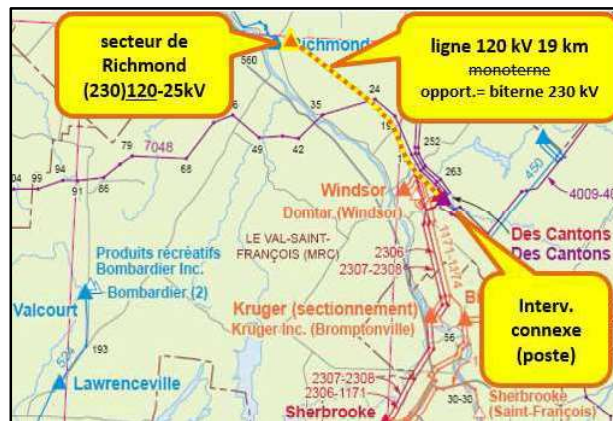 secteur de
Richmond
(230)120-25kV
ligne 120 kV 19 km
monoterne
opport.= biterne 230 kV
Richmond
560
24
35
252
79
7048
49
42
68
04
99
94
91
86
263
450
4009-40
Windsor
Domtar (Windsor)
Des Cantons
Des Cantons
LE VAL-SAINT-
FRANÇOIS (MRC)
2306
2307-2308
1171-1374
Produits récréatifs
Bombardier Inc.
Bombardier (2)
Valcourt
193
524
Lawrenceville
Kruger (sectionnement)
Kruger Inc. (Bromptonville)
56
Interv.
connexe
(poste)
2307-2308
2306-1171
Sherbrooke
30-30
Sherbrooke
(Saint-François)